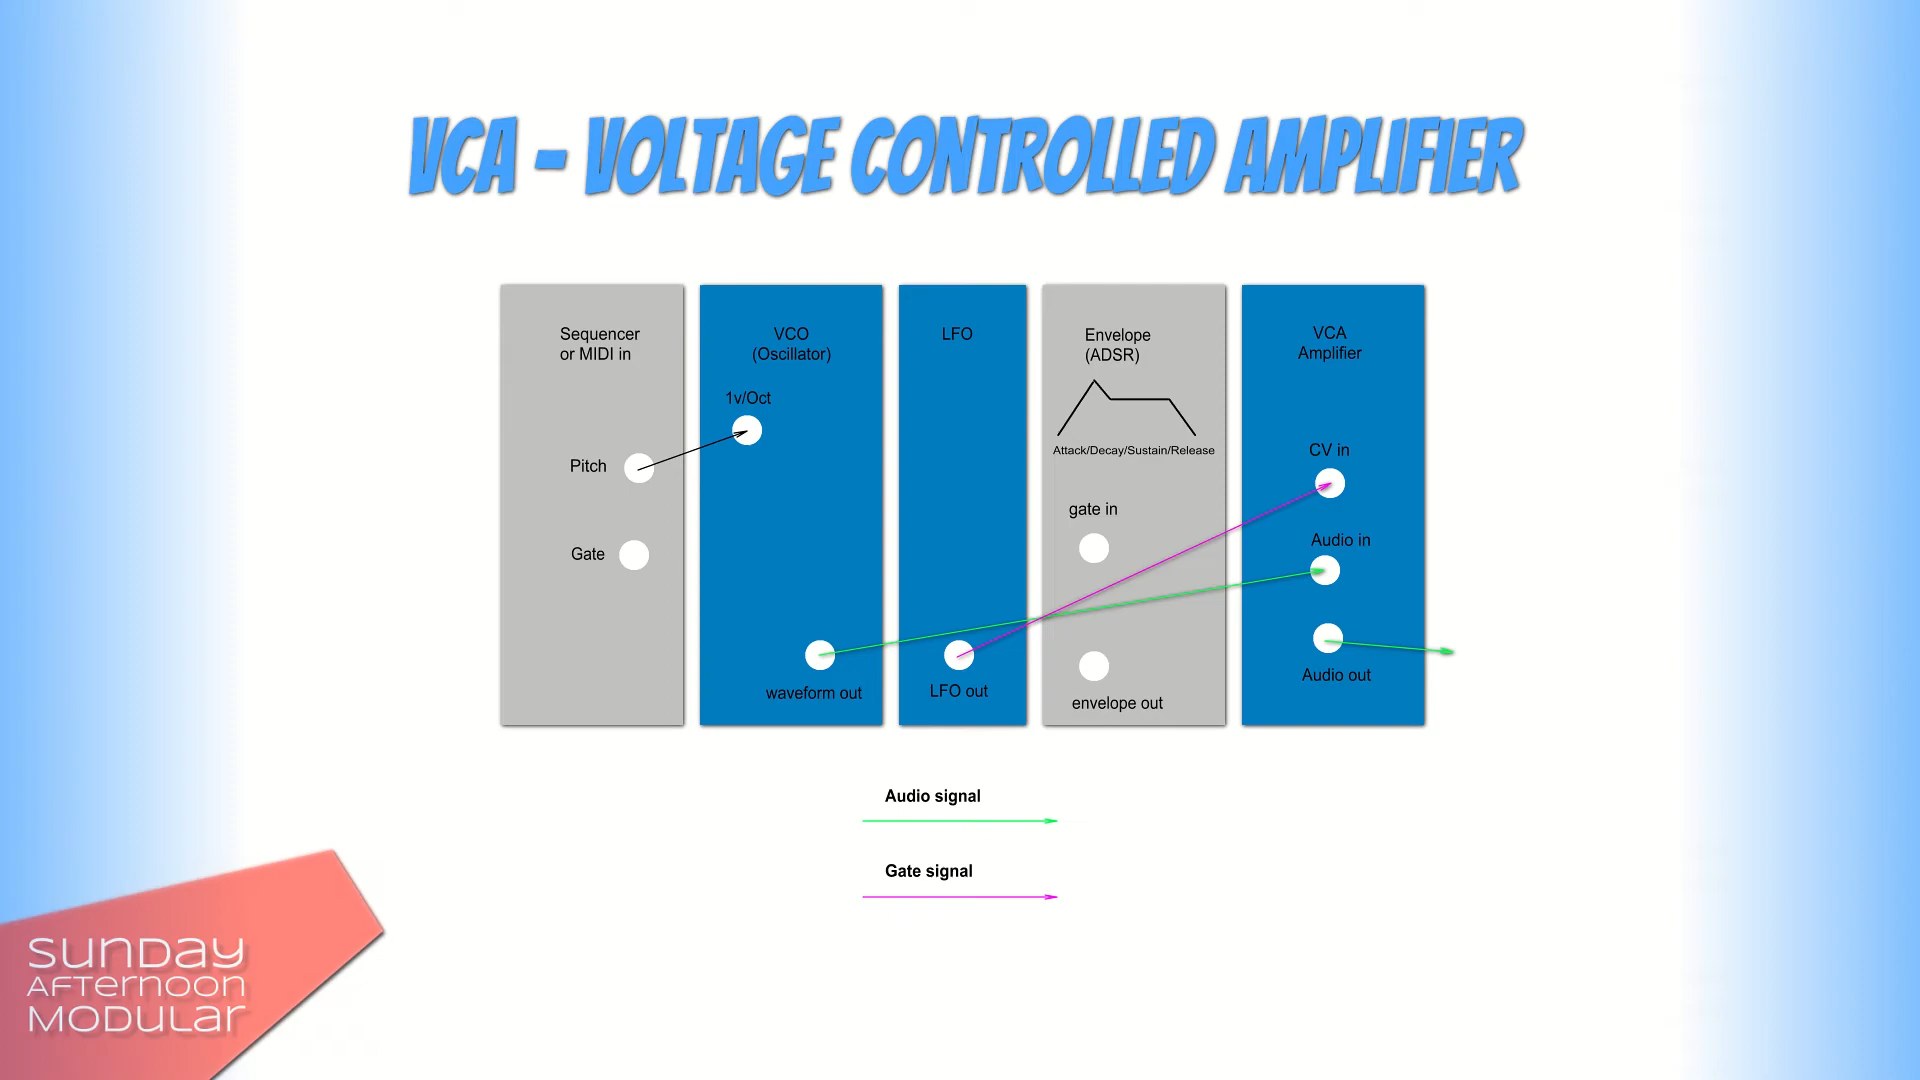 VCA - VOLTAGE CONTROLLED AMPLIFIER
Sequencer
or MIDI in
Pitch
Gate
VCO
(Oscillator)
1v/Oct
waveform out
LFO
LFO out
Envelope
(ADSR)
Attack/Decay/Sustain/Release
gate in
envelope out
VCA
Amplifier
CV in
Audio in
Audio out
Audio signal
Gate signal
SUNDAY
AFTERNOON
MODULAR